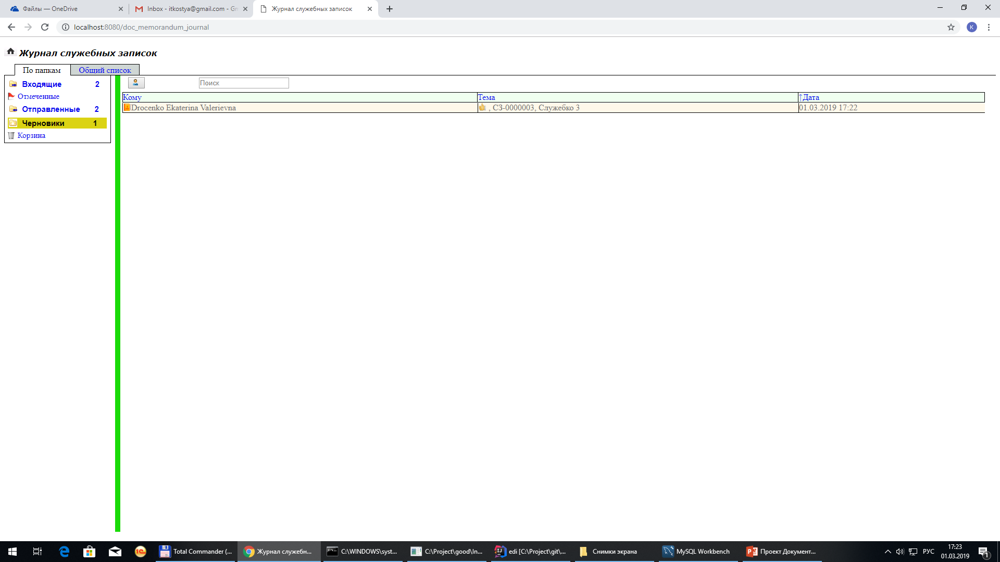 Файлы — OneDrive
Inbox - itkostya@gmail.com - Gm
Журнал служебных записок
localhost:8080/doc_memorandum_journal
K
Журнал служебных записок
По папкам
Общий список
Входящие 2
Отмеченные
Отправленные 2
Черновики 1
Корзина
Поиск
Кому Тема ↑Дата
Drocenko Ekaterina Valerievna , СЗ-0000003, Служебко 3 01.03.2019 17:22
Total Commander (...
Журнал служебн...
C:\WINDOWS\syst...
C:\Project\good\In...
edi [C:\Project\git\...
Снимки экрана
MySQL Workbench
Проект Документ...
РУС
17:23
01.03.2019
1